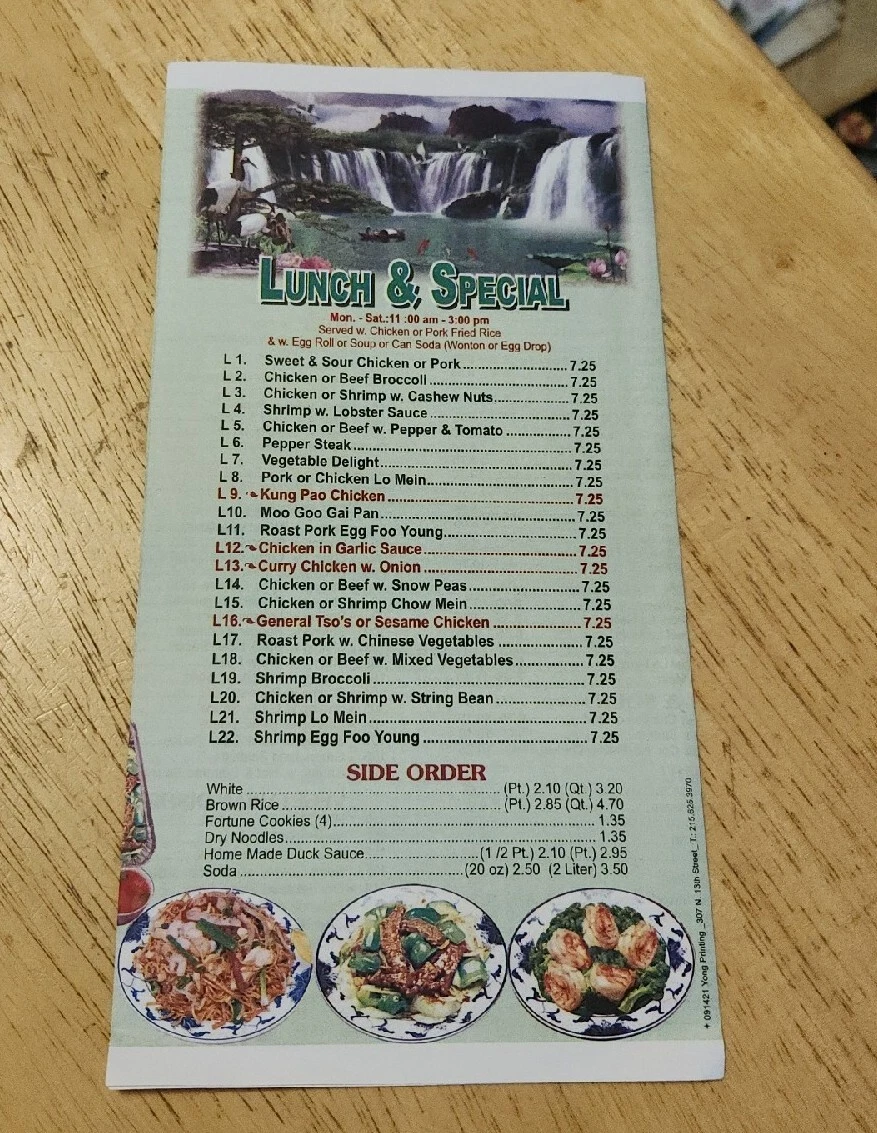 LUNCH & SPECIAL
Mon. - Sat.:11 :00 am - 3:00 pm
Served w. Chicken or Pork Fried Rice
& w. Egg Roll or Soup or Can Soda (Wonton or Egg Drop)
L 1. Sweet & Sour Chicken or Pork 7.25
L 2. Chicken or Beef Broccoli 7.25
L 3. Chicken or Shrimp w. Cashew Nuts 7.25
L 4. Shrimp w. Lobster Sauce 7.25
L 5. Chicken or Beef w. Pepper & Tomato 7.25
L 6. Pepper Steak 7.25
L 7. Vegetable Delight 7.25
L 8. Pork or Chicken Lo Mein 7.25
L 9. Kung Pao Chicken 7.25
L10. Moo Goo Gai Pan 7.25
L11. Roast Pork Egg Foo Young 7.25
L12. Chicken in Garlic Sauce 7.25
L13. Curry Chicken w. Onion 7.25
L14. Chicken or Beef w. Snow Peas 7.25
L15. Chicken or Shrimp Chow Mein 7.25
L16. General Tso's or Sesame Chicken 7.25
L17. Roast Pork w. Chinese Vegetables 7.25
L18. Chicken or Beef w. Mixed Vegetables 7.25
L19. Shrimp Broccoli 7.25
L20. Chicken or Shrimp w. String Bean 7.25
L21. Shrimp Lo Mein 7.25
L22. Shrimp Egg Foo Young 7.25
SIDE ORDER
White (Pt.) 2.10 (Qt.) 3.20
Brown Rice (Pt.) 2.85 (Qt.) 4.70
Fortune Cookies (4) 1.35
Dry Noodles 1.35
Home Made Duck Sauce (1 /2 Pt.) 2.10 (Pt.) 2.95
Soda (20 oz) 2.50 (2 Liter) 3.50
+ 091421 Yong Printing _307 N. 13th Street_ T.: 215.625.3970